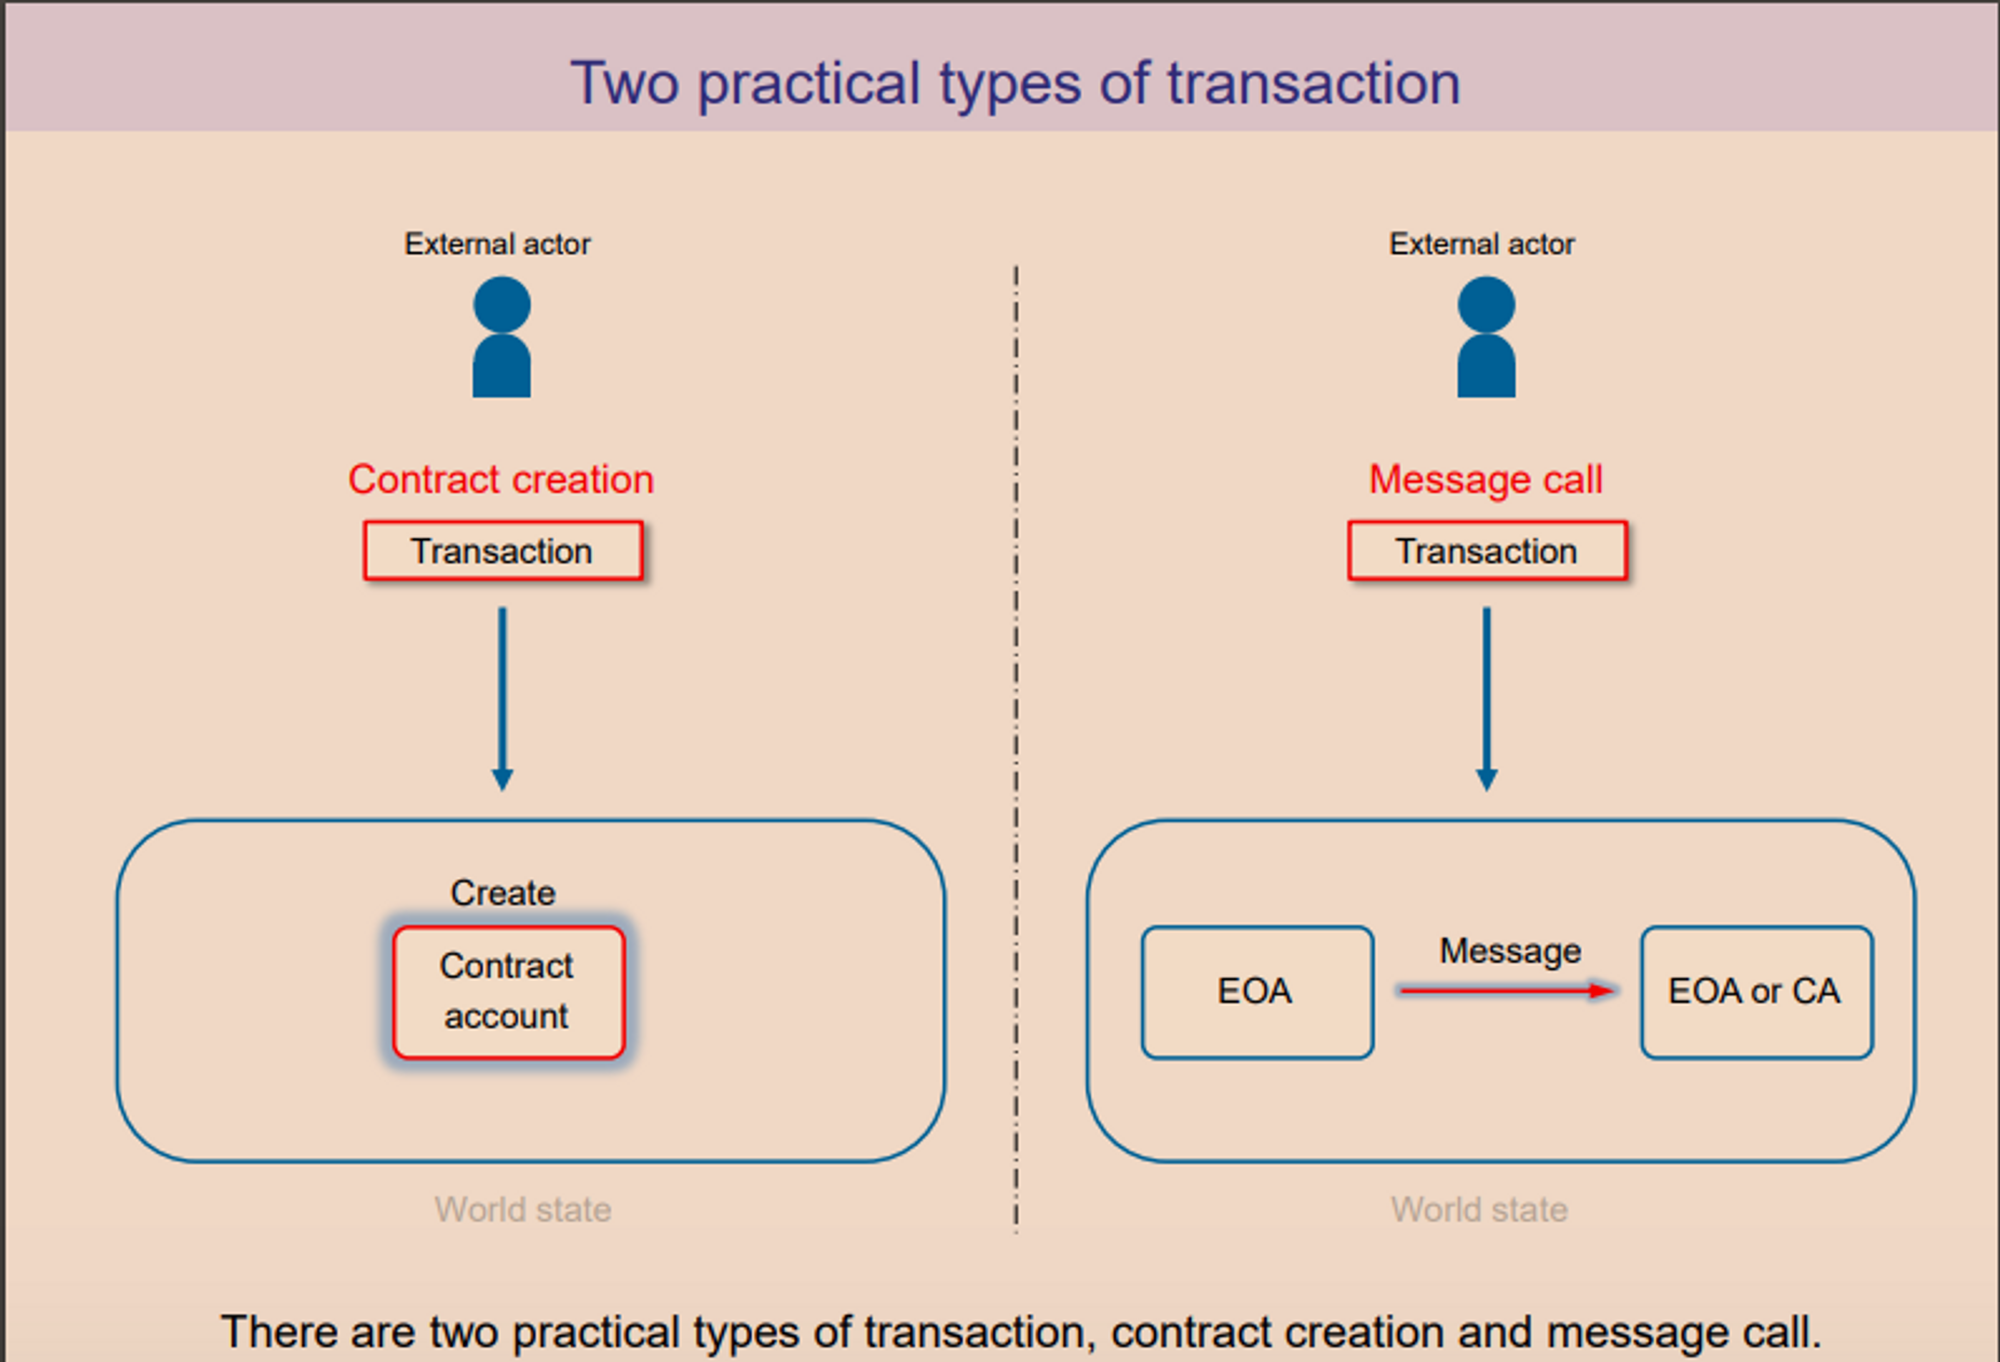 Two practical types of transaction
External actor
Contract creation
Transaction
Create
Contract
account
World state
External actor
Message call
Transaction
EOA
Message
EOA or CA
World state
There are two practical types of transaction, contract creation and message call.